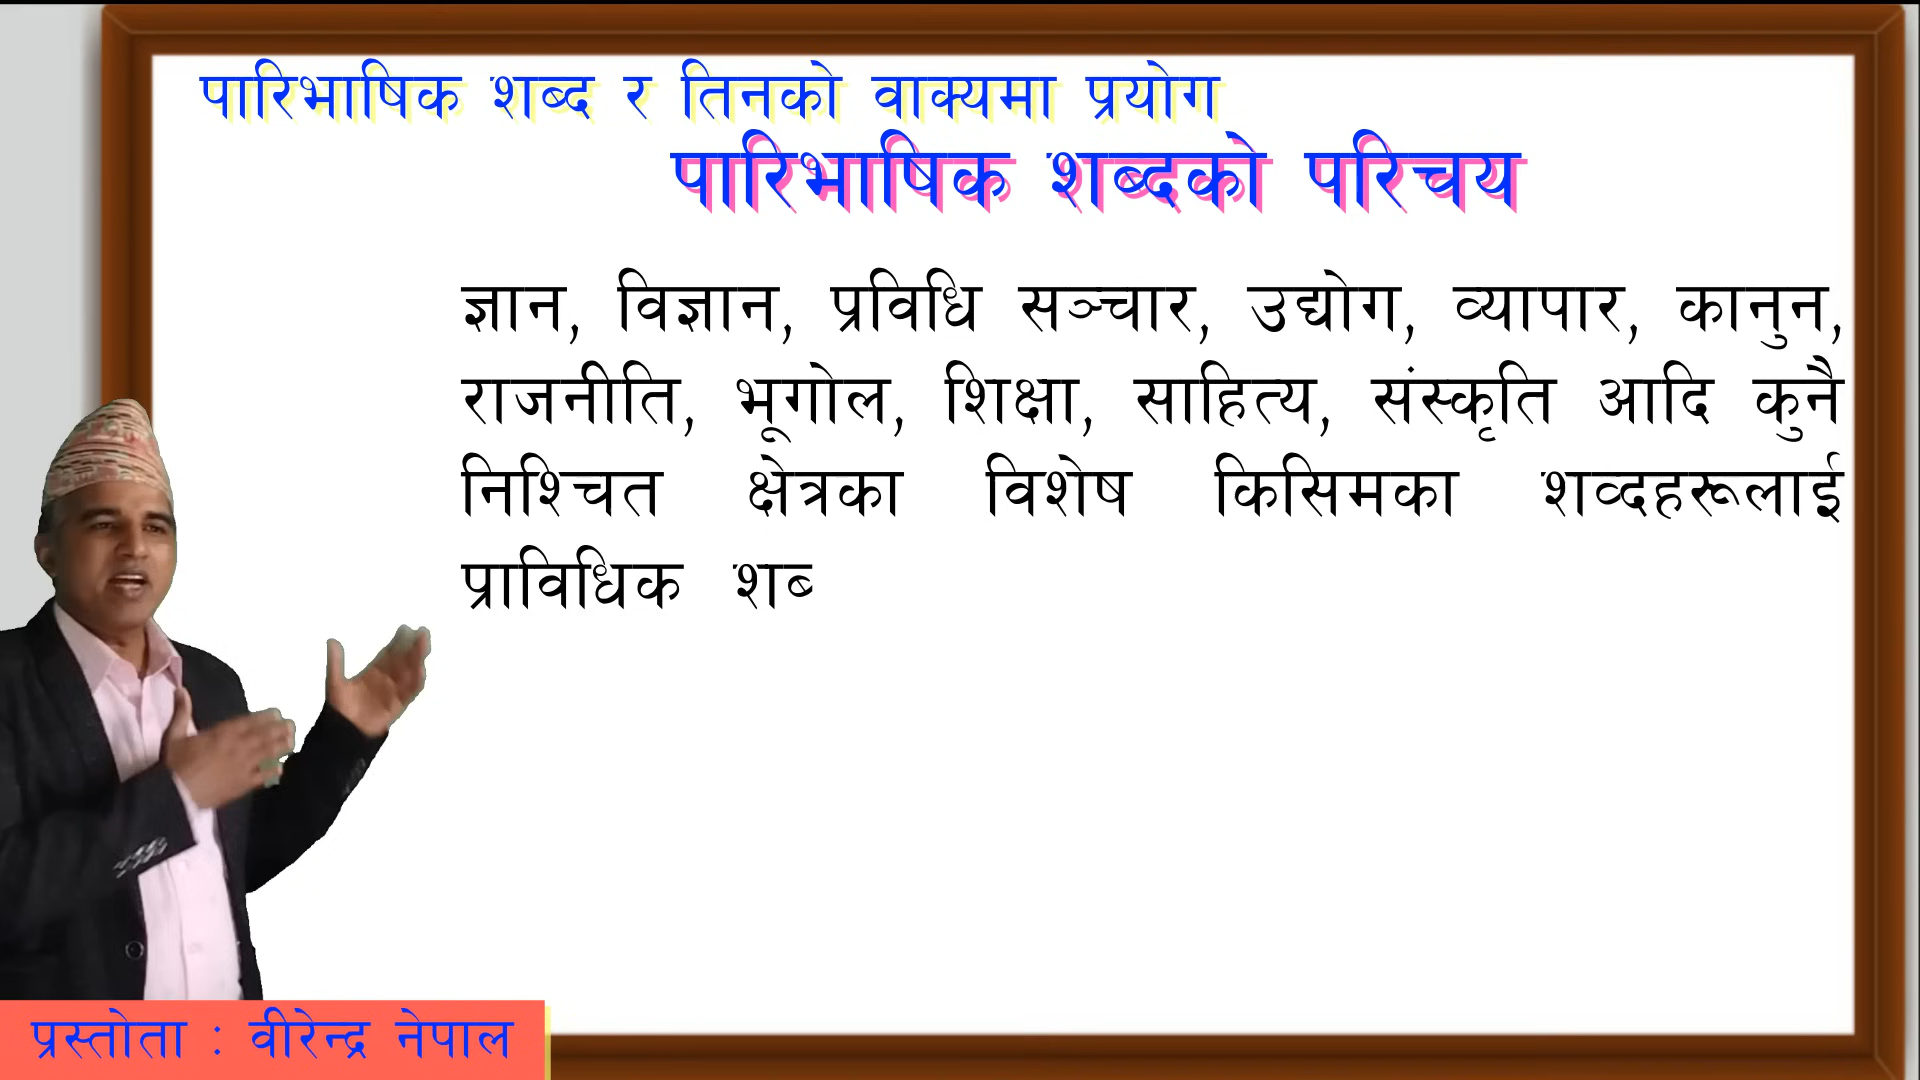 पारिभाषिक शब्द र तिनको वाक्यमा प्रयोग
पारिभाषिक शब्दको परिचय
ज्ञान, विज्ञान, प्रविधि सञ्चार, उद्योग, व्यापार, कानुन,
राजनीति, भूगोल, शिक्षा, साहित्य, संस्कृति आदि कुनै
निश्चित क्षेत्रका विशेष किसिमका शव्दहरूलाई
प्राविधिक शब्
प्रस्तोता : वीरेन्द्र नेपाल